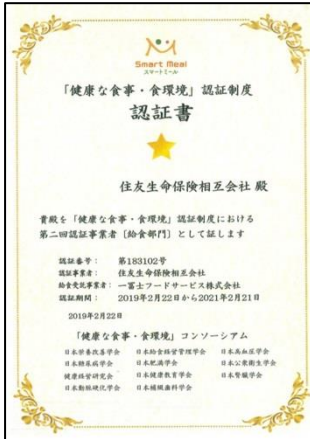 Smart Meal
スマートミール
「健康な食事・食環境」認証制度
認証書
住友生命保険相互会社 殿
貴殿を「健康な食事・食環境」認証制度における
第二回認証事業者〔給食部門〕として証します
認証番号： 第183102号
認証事業者： 住友生命保険相互会社
給食受託事業者： 一冨士フードサービス株式会社
認証期間： 2019年2月22日から2021年2月21日
2019年2月22日
「健康な食事・食環境」コンソーシアム
日本栄養改善学会 日本給食経営管理学会 日本高血圧学会
日本糖尿病学会 日本肥満学会 日本公衆衛生学会
健康経営研究会 日本健康教育学会 日本腎臓学会
日本動脈硬化学会 日本補綴歯科学会